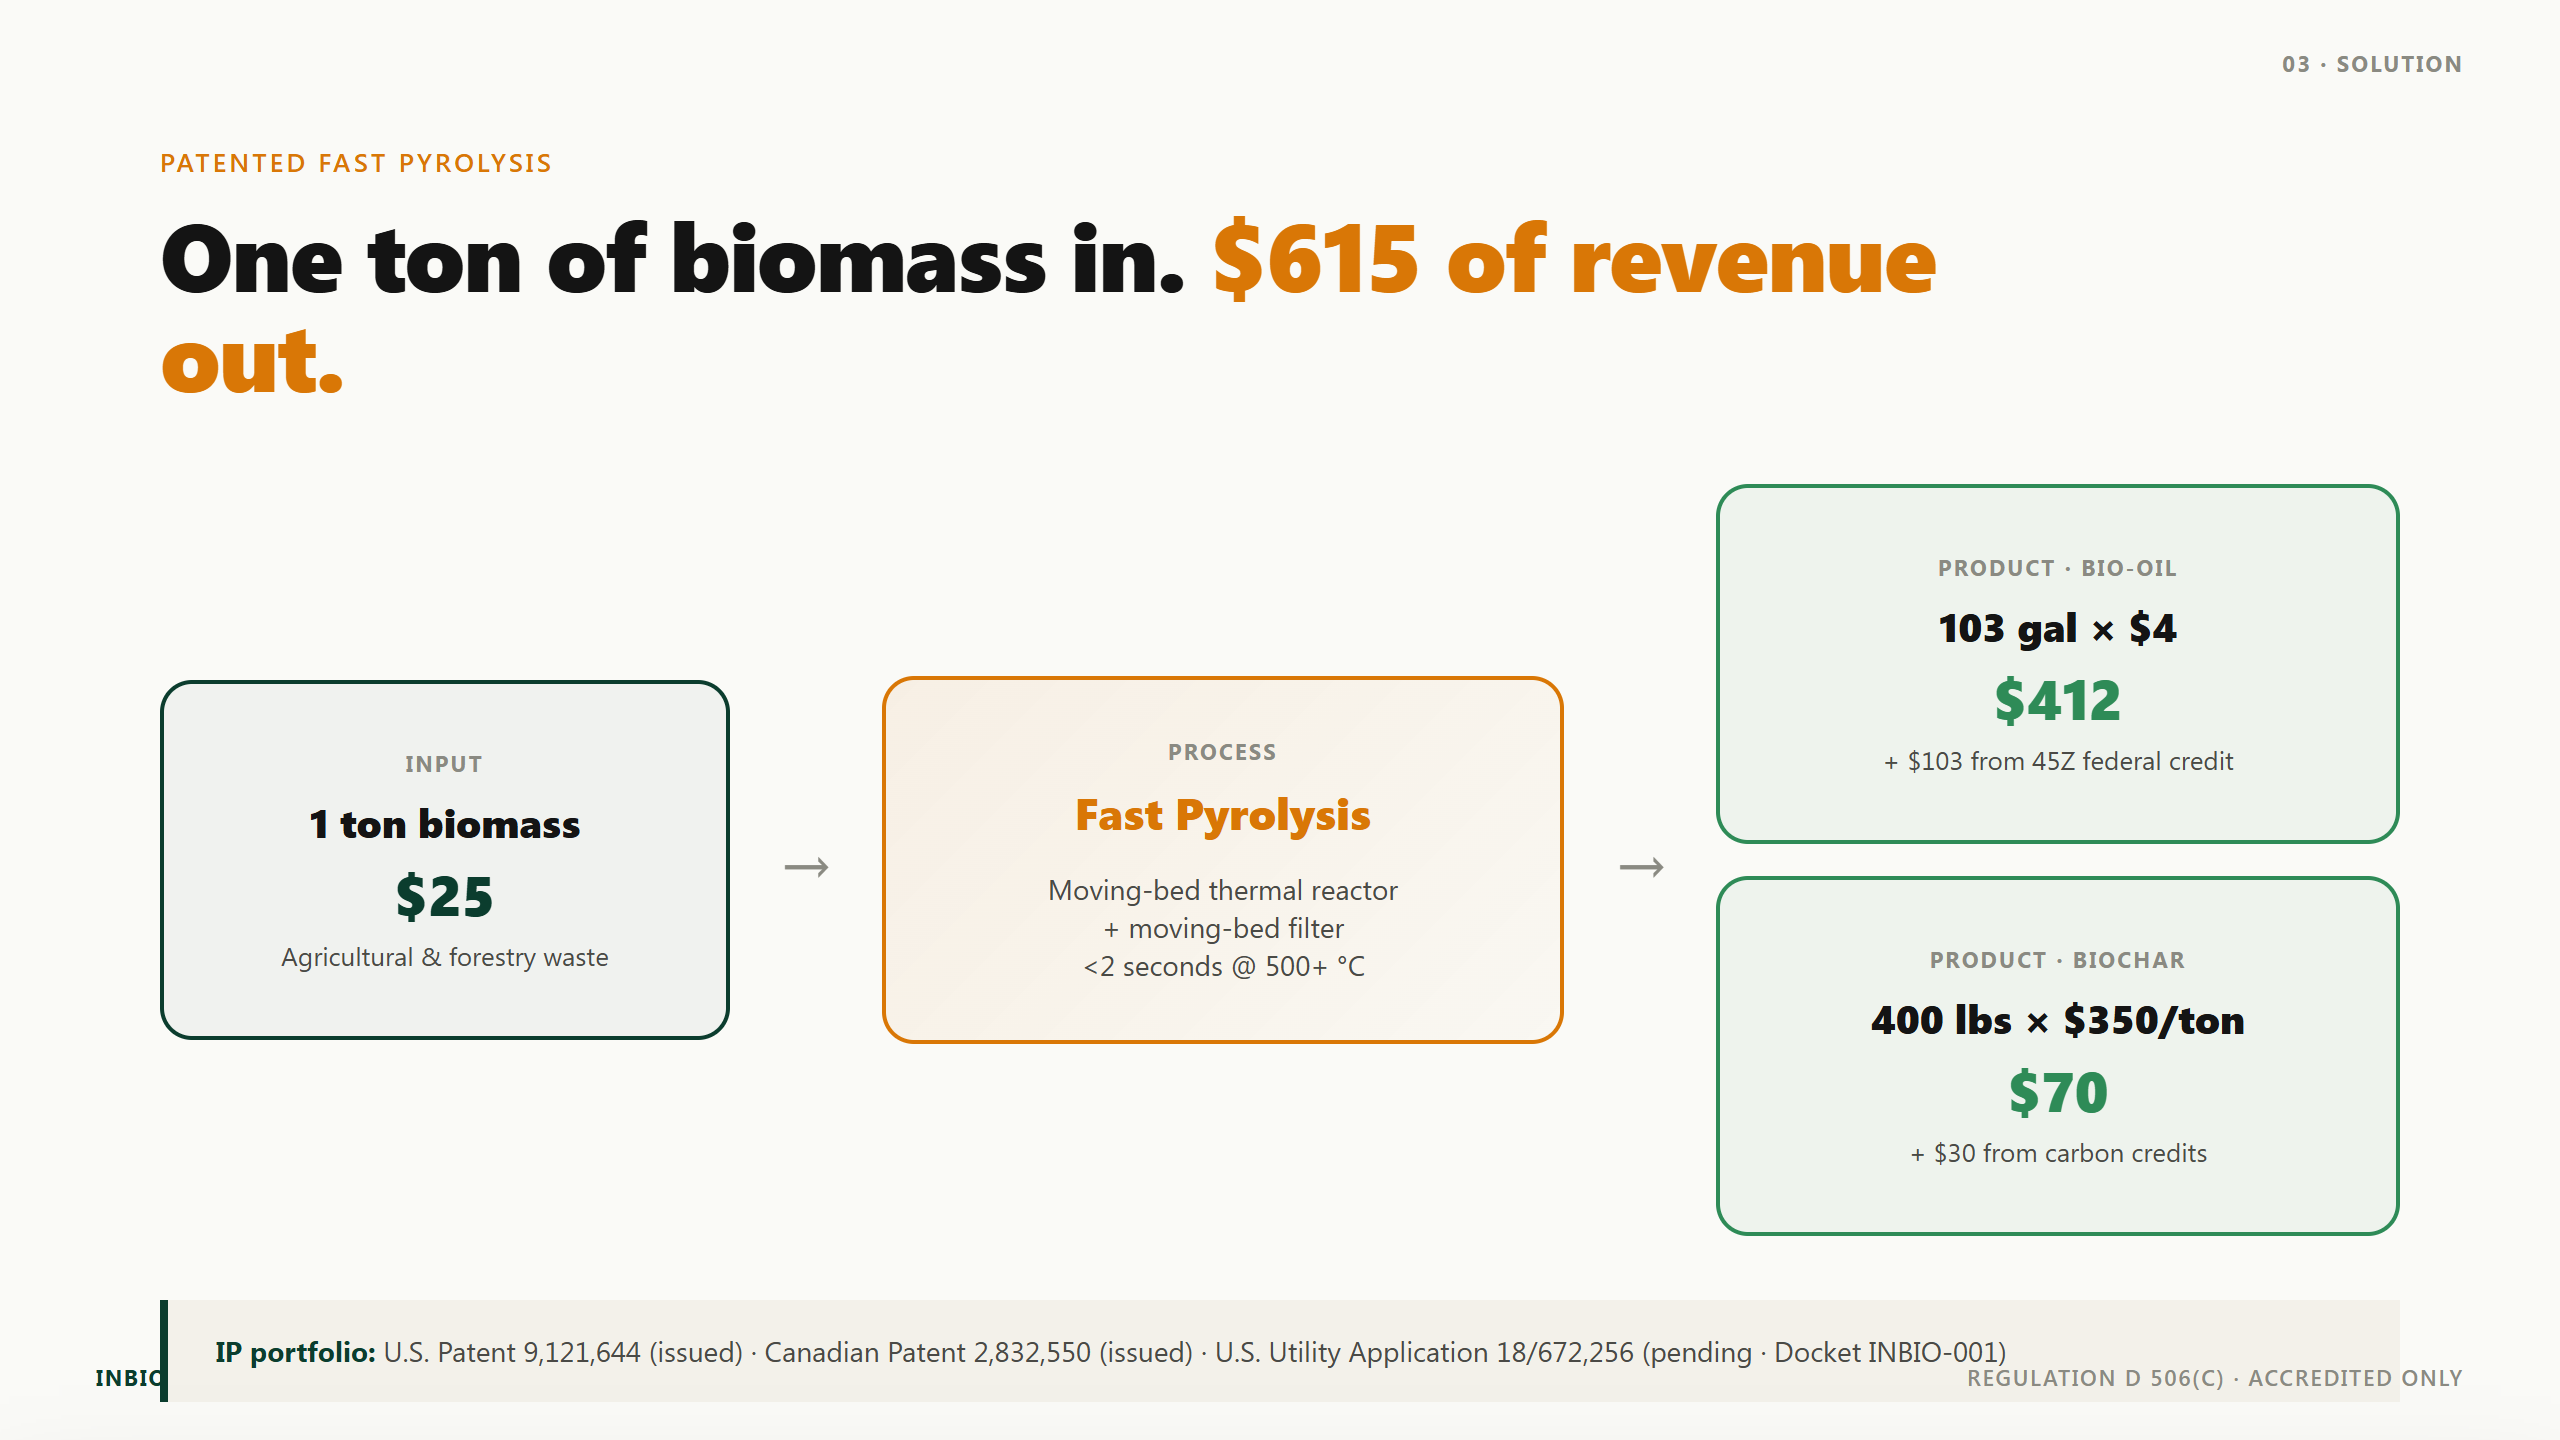 03 · SOLUTION
PATENTED FAST PYROLYSIS
One ton of biomass in. $615 of revenue
out.
INPUT
1 ton biomass
$25
Agricultural & forestry waste
→
PROCESS
Fast Pyrolysis
Moving-bed thermal reactor
+ moving-bed filter
<2 seconds @ 500+ °C
→
PRODUCT · BIO-OIL
103 gal × $4
$412
+ $103 from 45Z federal credit
PRODUCT · BIOCHAR
400 lbs × $350/ton
$70
+ $30 from carbon credits
IP portfolio: U.S. Patent 9,121,644 (issued) · Canadian Patent 2,832,550 (issued) · U.S. Utility Application 18/672,256 (pending · Docket INBIO-001)
INBIO
REGULATION D 506(C) · ACCREDITED ONLY